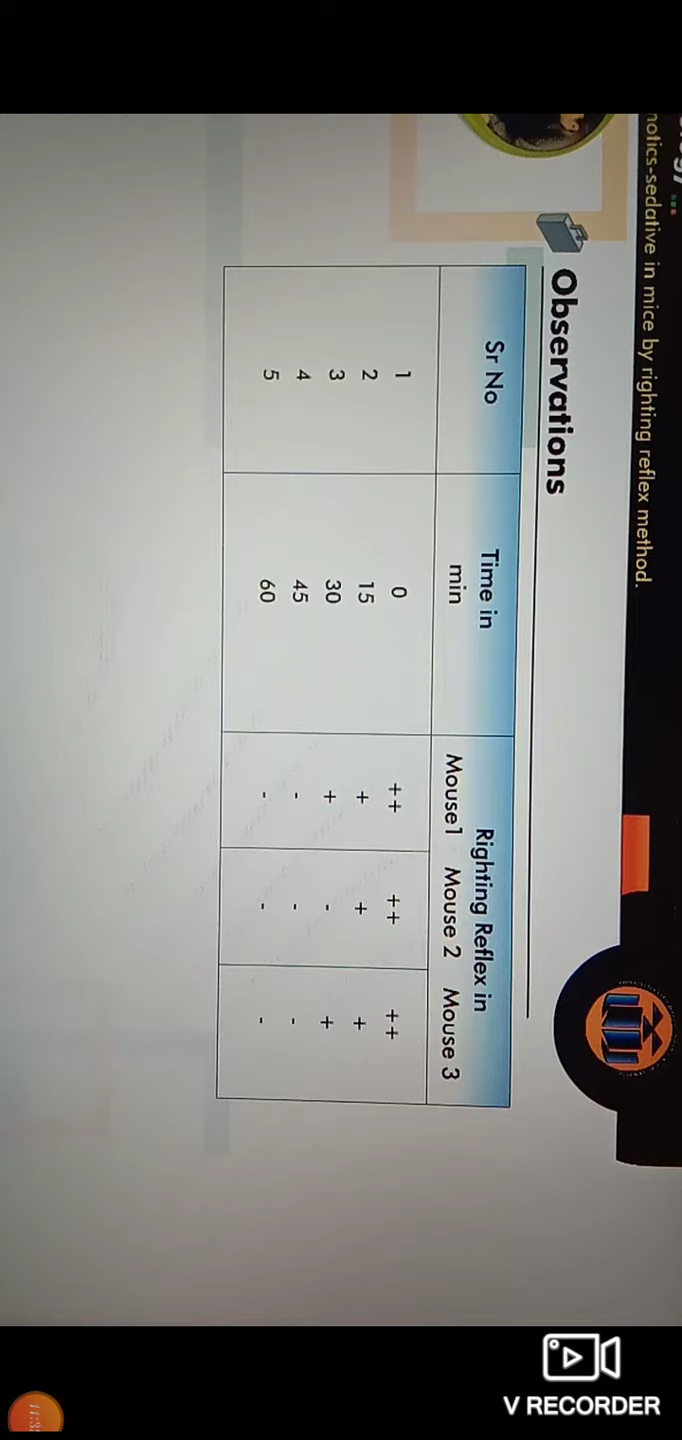 notics-sedative in mice by righting reflex method.
Observations
Sr No Time in min Righting Reflex in
Mouse1 Mouse 2 Mouse 3
1 0 ++ ++ ++
2 15 + + +
3 30 + - +
4 45 - - -
5 60 - - -
V RECORDER